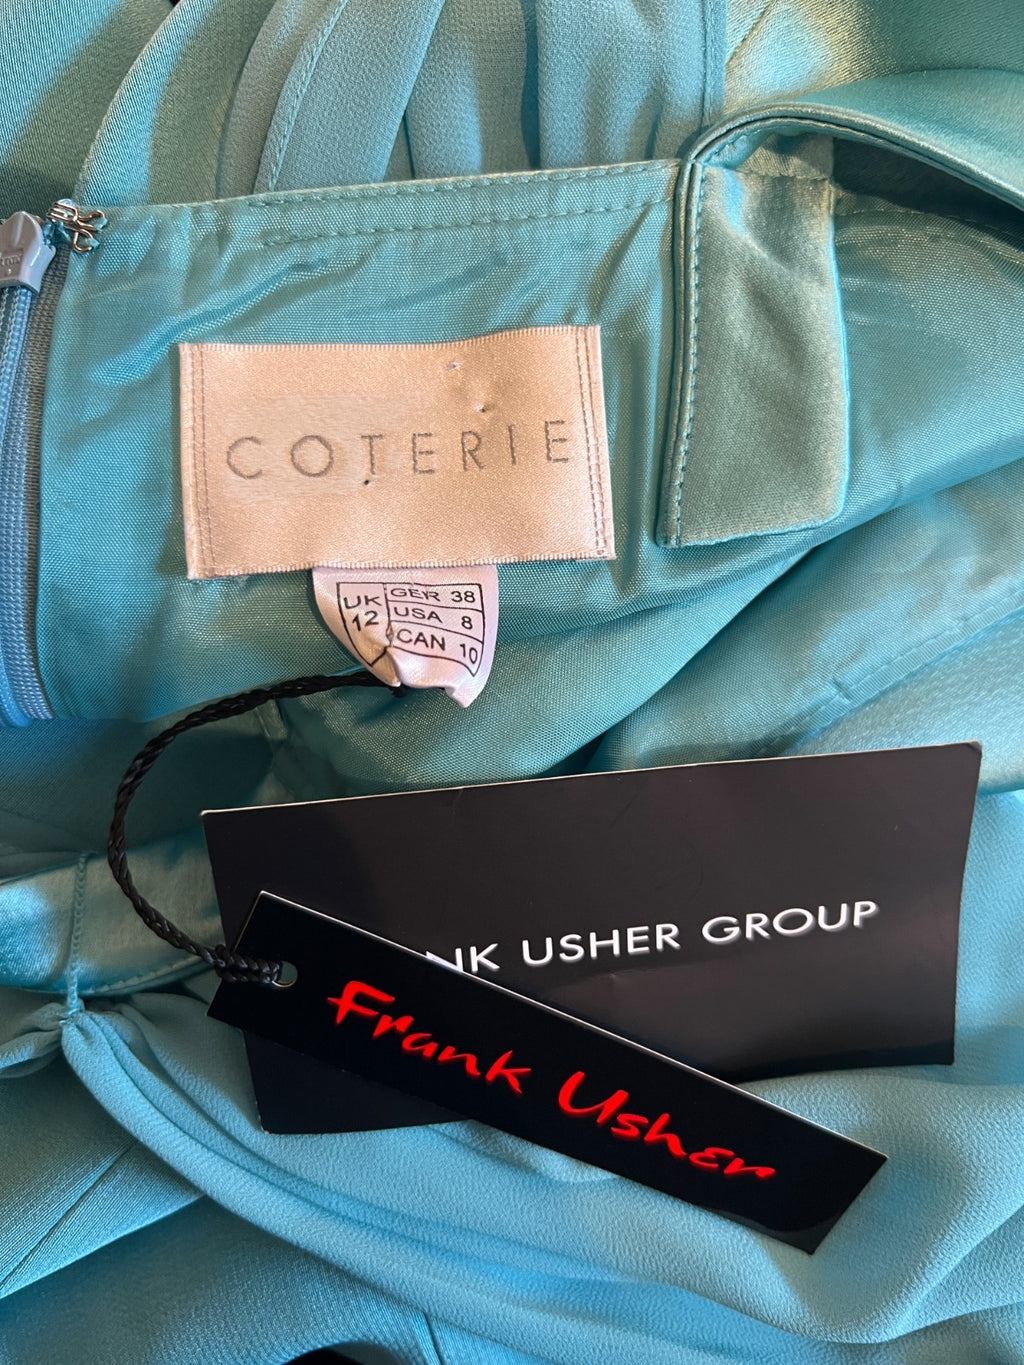 COTERIE
UK 12
GER 38
USA 8
CAN 10
NK USHER GROUP
Frank Usher